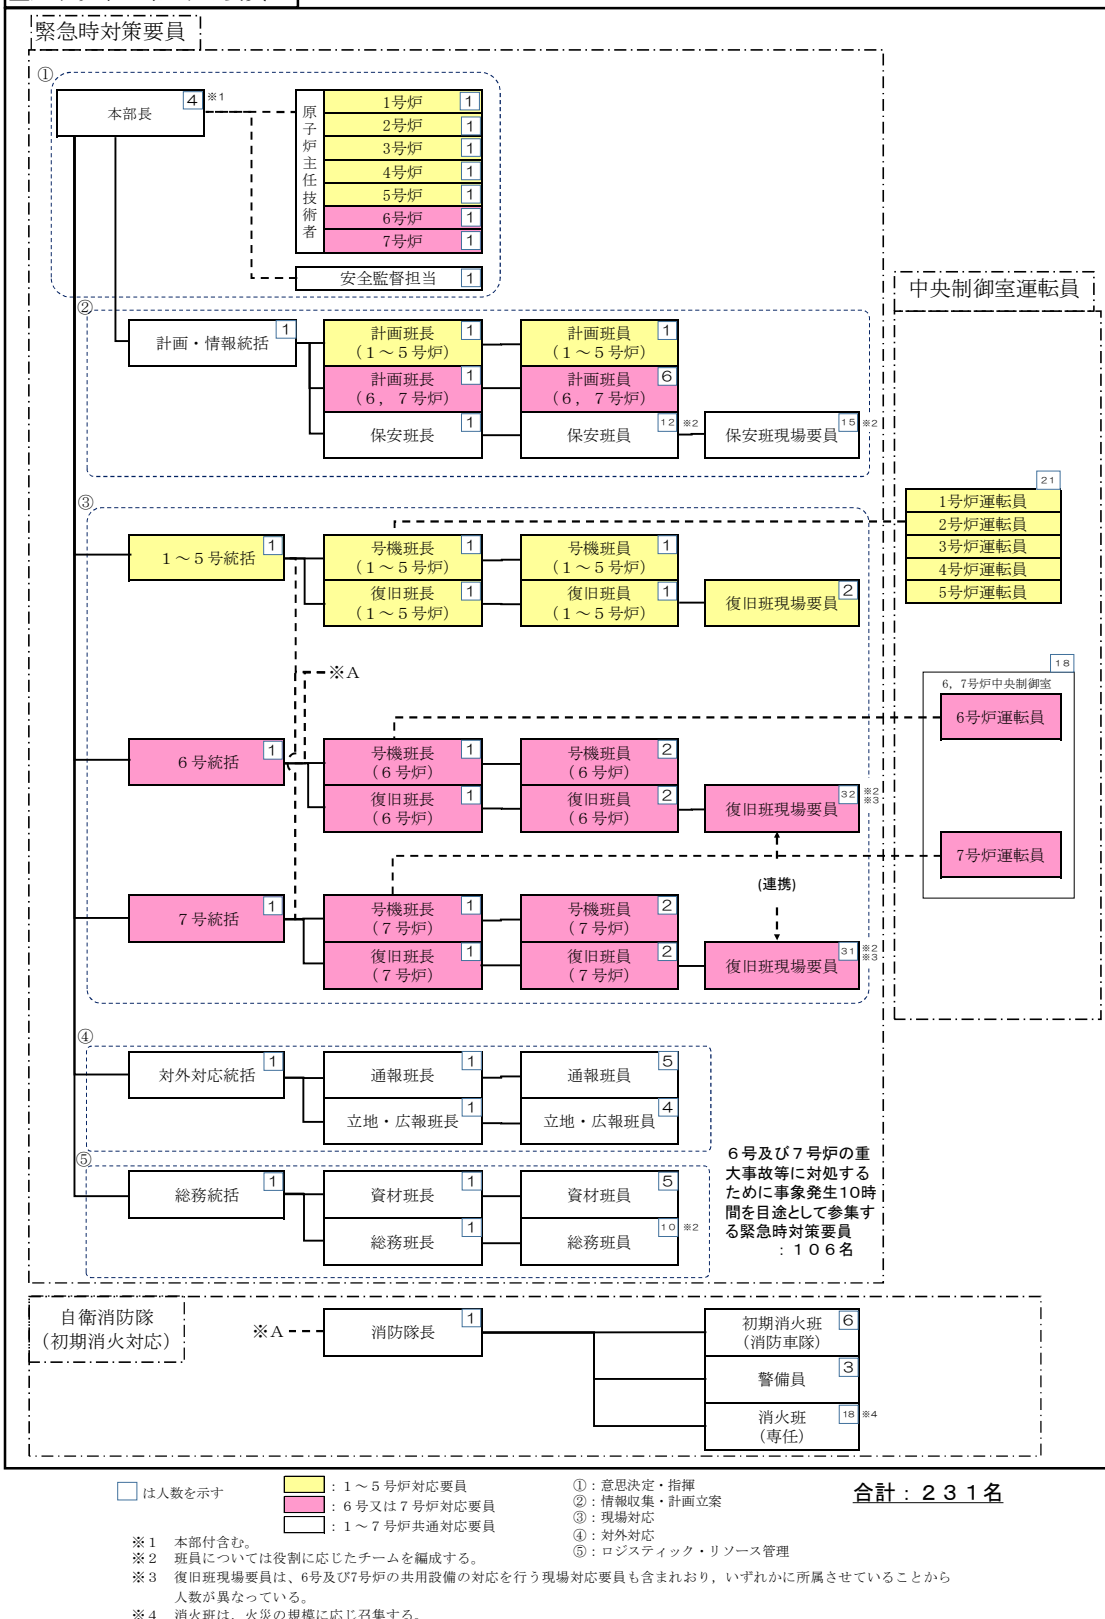 緊急時対策要員
①
本部長 4 ※1
原子炉主任技術者
1号炉 1
2号炉 1
3号炉 1
4号炉 1
5号炉 1
6号炉 1
7号炉 1
安全監督担当 1
中央制御室運転員
②
計画・情報統括 1
計画班長 1
(1~5号炉)
計画班員 1
(1~5号炉)
計画班長 1
(6, 7号炉)
計画班員 6
(6, 7号炉)
保安班長 1
保安班員 12 ※2
保安班現場要員 15 ※2
③
21
1号炉運転員
2号炉運転員
3号炉運転員
4号炉運転員
5号炉運転員
1~5号統括 1
号機班長 1
(1~5号炉)
号機班員 1
(1~5号炉)
復旧班長 1
(1~5号炉)
復旧班員 1
(1~5号炉)
復旧班現場要員 2
※A
18
6,7号炉中央制御室
6号炉運転員
7号炉運転員
6号統括 1
号機班長 1
(6号炉)
号機班員 2
(6号炉)
復旧班長 1
(6号炉)
復旧班員 2
(6号炉)
復旧班現場要員 32 ※2
※3
(連携)
7号統括 1
号機班長 1
(7号炉)
号機班員 2
(7号炉)
復旧班長 1
(7号炉)
復旧班員 2
(7号炉)
復旧班現場要員 31 ※2
※3
④
対外対応統括 1
通報班長 1
通報班員 5
立地・広報班長 1
立地・広報班員 4
⑤
総務統括 1
資材班長 1
資材班員 5
総務班長 1
総務班員 10 ※2
6号及び7号炉の重
大事故等に対処する
ために事象発生10時
間を目途として参集す
る緊急時対策要員
:106名
自衛消防隊
(初期消火対応)
※A
消防隊長 1
初期消火班 6
(消防車隊)
警備員 3
消火班 18 ※4
(専任)
は人数を示す
:1~5号炉対応要員
:6号又は7号炉対応要員
:1~7号炉共通対応要員
①:意思決定・指揮
②:情報収集・計画立案
③:現場対応
④:対外対応
⑤:ロジスティック・リソース管理
合計:231名
※1 本部付含む。
※2 班員については役割に応じたチームを編成する。
※3 復旧班現場要員は、6号及び7号炉の共用設備の対応を行う現場対応要員も含まれおり,いずれかに所属させていることから
人数が異なっている。
※4 消火班は、火災の規模に応じ召集する。